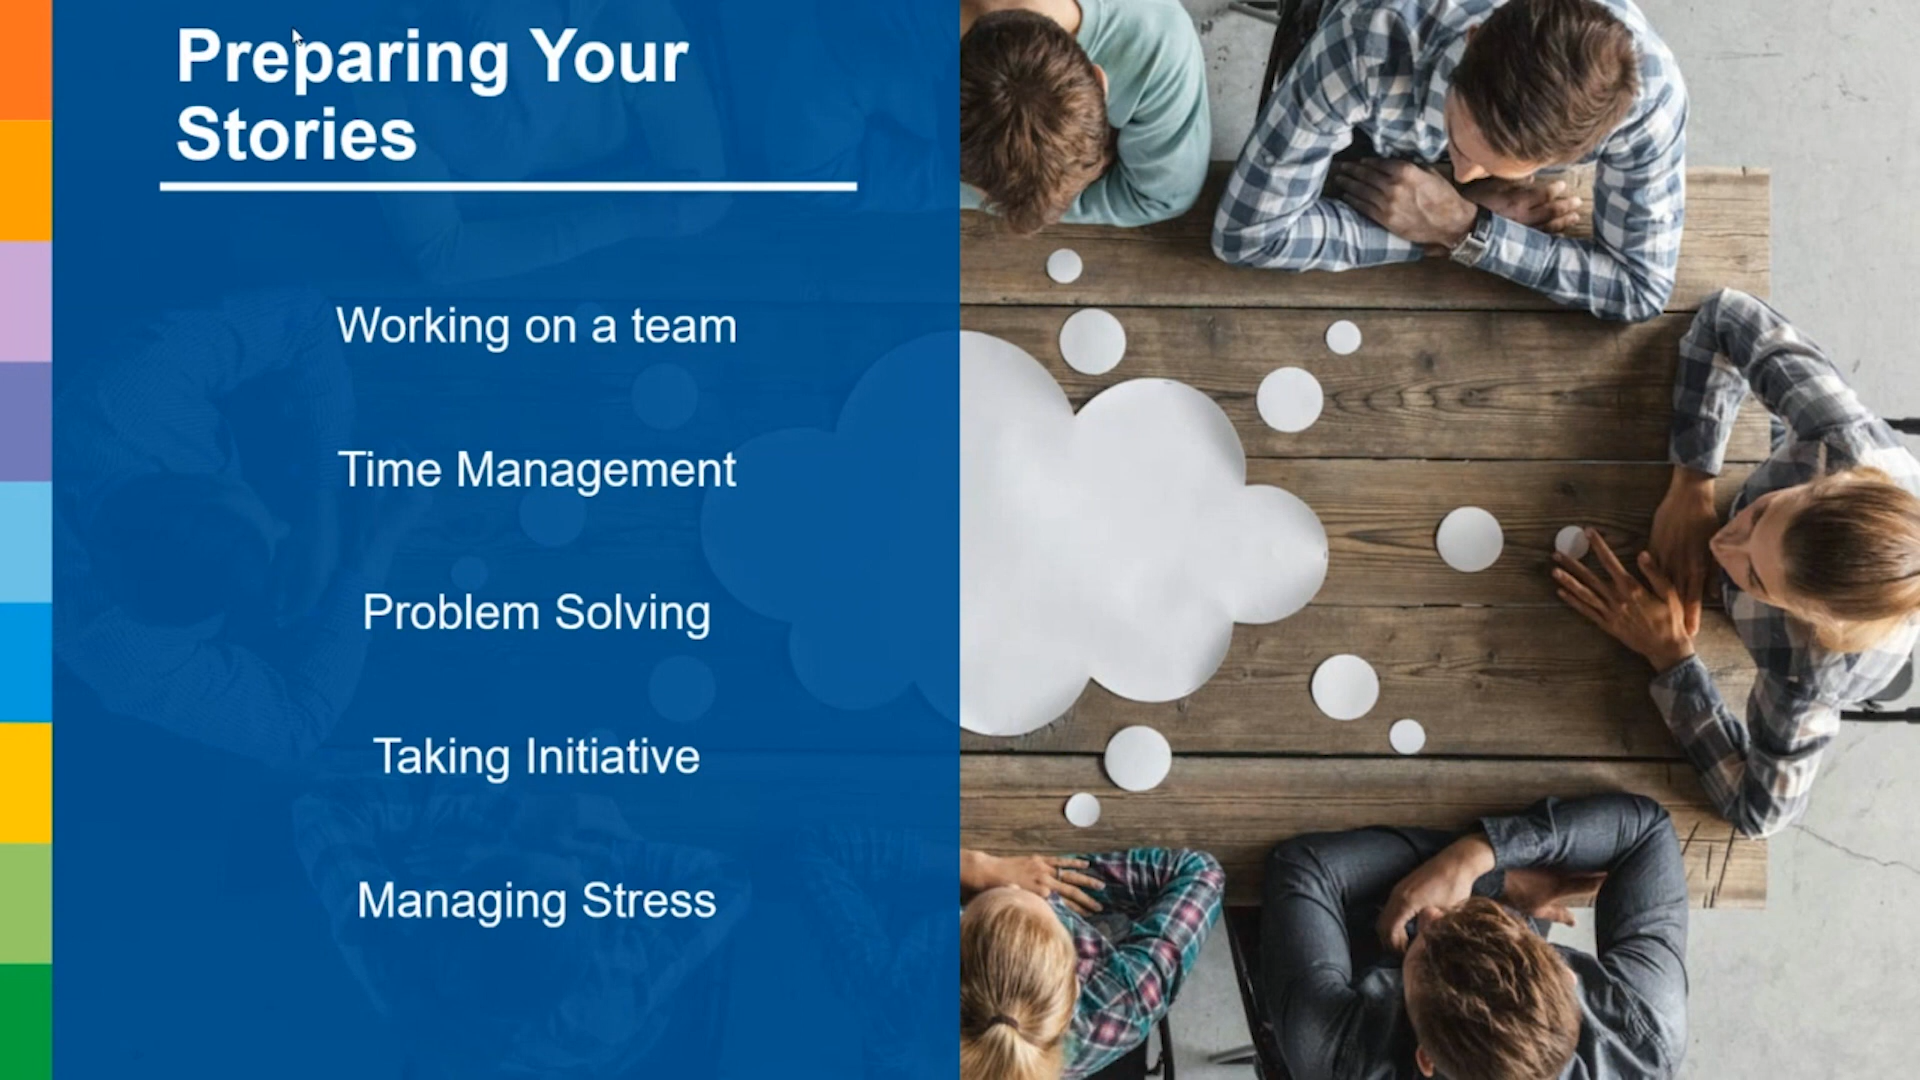 Preparing Your
Stories
Working on a team
Time Management
Problem Solving
Taking Initiative
Managing Stress